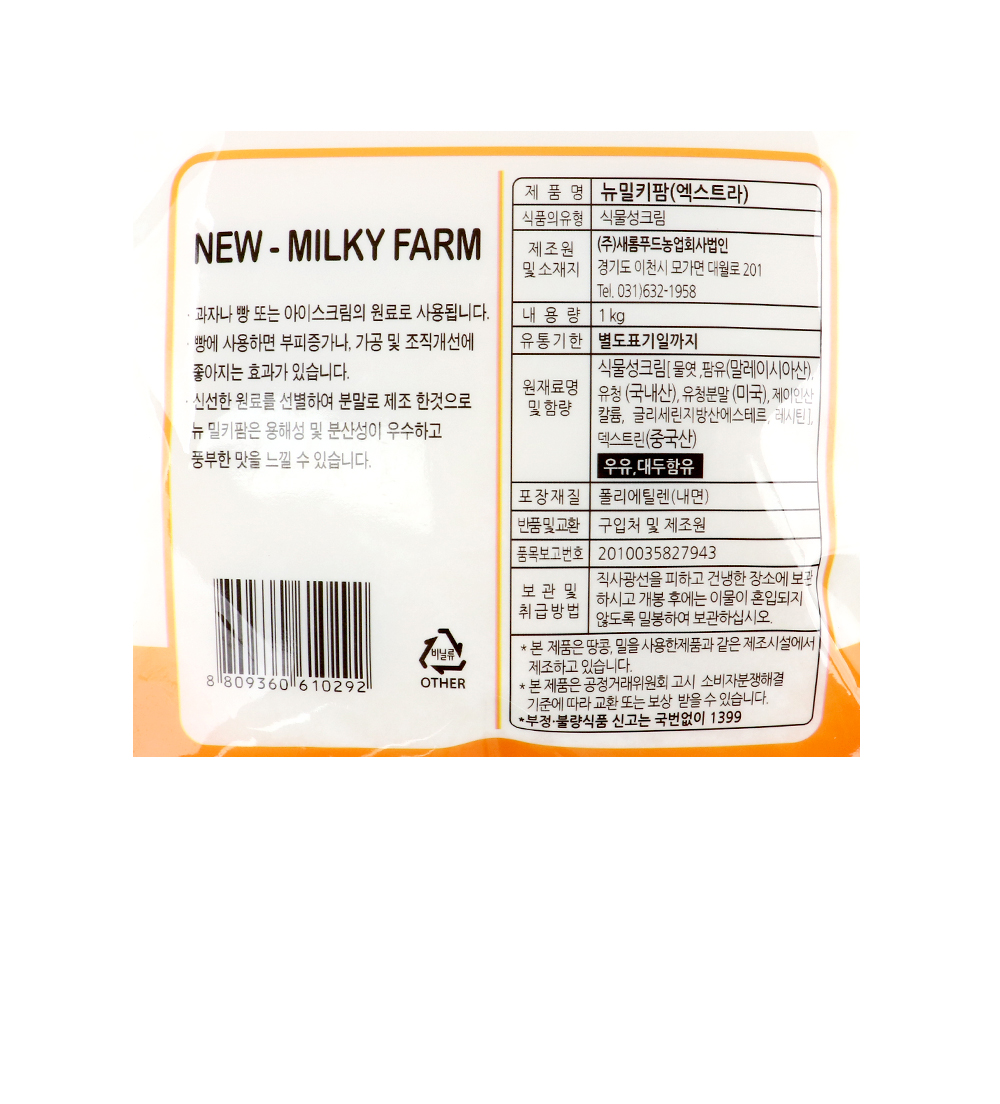 NEW - MILKY FARM
· 과자나 빵 또는 아이스크림의 원료로 사용됩니다.
· 빵에 사용하면 부피증가나, 가공 및 조직개선에
좋아지는 효과가 있습니다.
· 신선한 원료를 선별하여 분말로 제조 한것으로
뉴 밀키팜은 용해성 및 분산성이 우수하고
풍부한 맛을 느낄 수 있습니다.
8 809360 610292
비닐류
OTHER
제 품 명 뉴밀키팜(엑스트라)
식품의유형 식물성크림
제조원 및 소재지 (주)새롬푸드농업회사법인
경기도 이천시 모가면 대월로 201
Tel. 031)632-1958
내 용 량 1 kg
유통기한 별도표기일까지
원재료명 및 함량 식물성크림[ 물엿 ,팜유(말레이시아산),
유청 (국내산), 유청분말 (미국), 제이인산
칼륨, 글리세린지방산에스테르, 레시틴],
덱스트린(중국산)
우유,대두함유
포장재질 폴리에틸렌(내면)
반품및교환 구입처 및 제조원
품목보고번호 2010035827943
보 관 및 취급방법 직사광선을 피하고 건냉한 장소에 보관
하시고 개봉 후에는 이물이 혼입되지
않도록 밀봉하여 보관하십시오.
* 본 제품은 땅콩, 밀을 사용한제품과 같은 제조시설에서
제조하고 있습니다.
* 본 제품은 공정거래위원회 고시 소비자분쟁해결
기준에 따라 교환 또는 보상 받을 수 있습니다.
*부정·불량식품 신고는 국번없이 1399